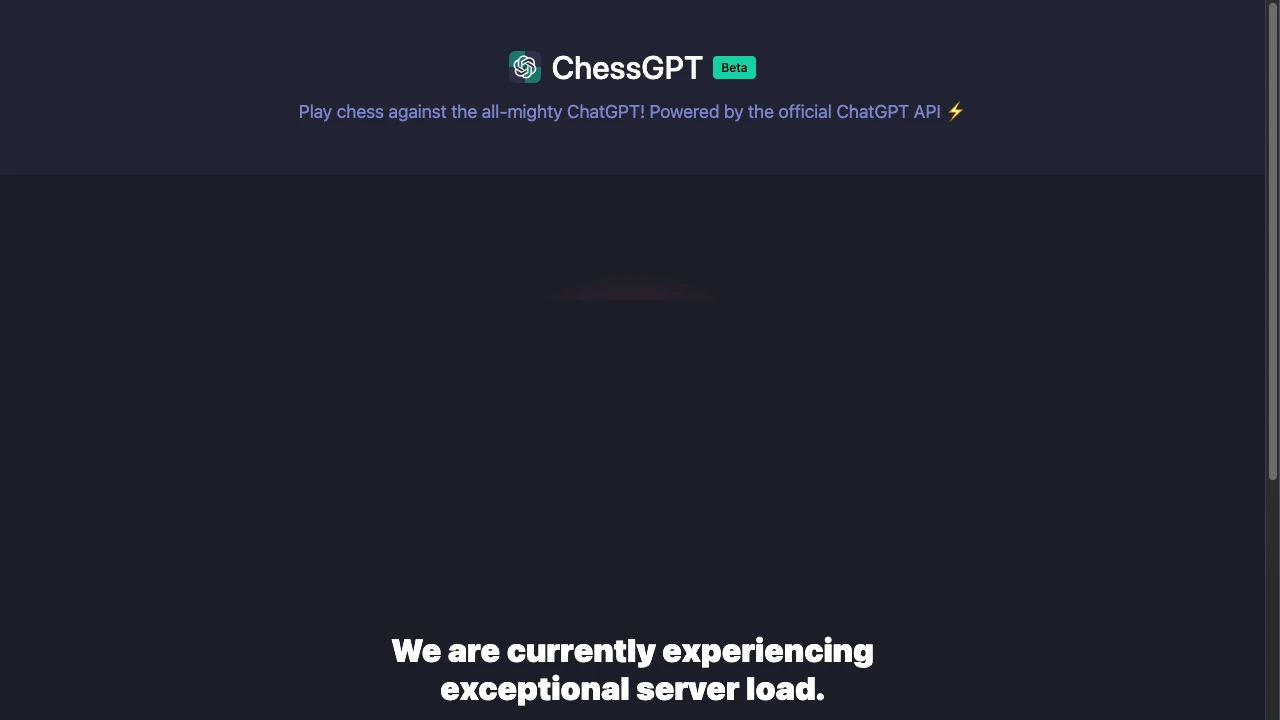 ChessGPT Beta
Play chess against the all-mighty ChatGPT! Powered by the official ChatGPT API ⚡
We are currently experiencing
exceptional server load.